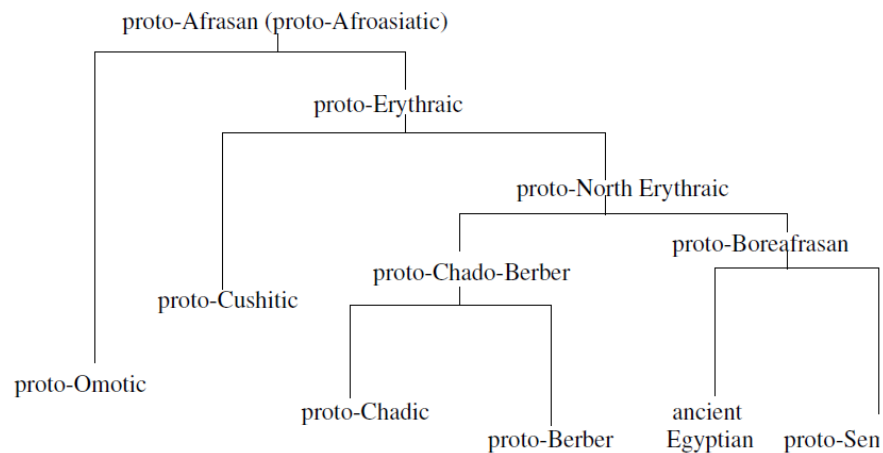 proto-Afrasan (proto-Afroasiatic)
proto-Erythraic
proto-North Erythraic
proto-Boreafrasan
proto-Chado-Berber
proto-Cushitic
proto-Omotic
proto-Chadic
ancient
Egyptian
proto-Berber
proto-Sen